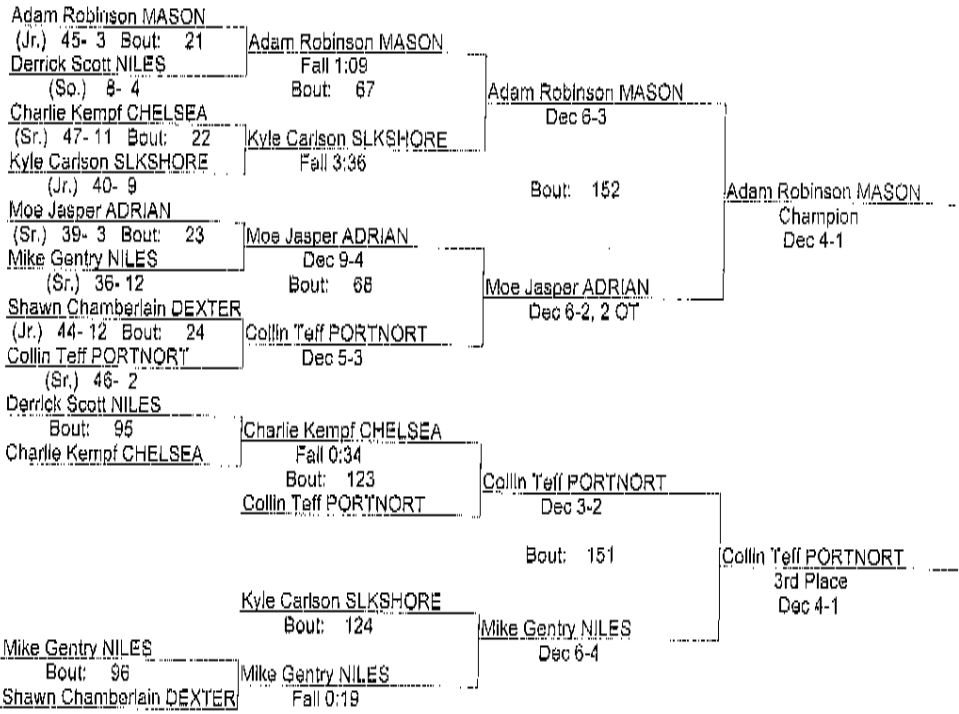 Adam Robinson MASON
(Jr.) 45- 3 Bout: 21
Derrick Scott NILES
(So.) 8- 4
Charlie Kempf CHELSEA
(Sr.) 47- 11 Bout: 22
Kyle Carlson SLKSHORE
(Jr.) 40- 9
Moe Jasper ADRIAN
(Sr.) 39- 3 Bout: 23
Mike Gentry NILES
(Sr.) 36- 12
Shawn Chamberlain DEXTER
(Jr.) 44- 12 Bout: 24
Collin Teff PORTNORT
(Sr.) 46- 2
Adam Robinson MASON
Fall 1:09
Bout: 67
Kyle Carlson SLKSHORE
Fall 3:36
Moe Jasper ADRIAN
Dec 9-4
Bout: 68
Collin Teff PORTNORT
Dec 5-3
Adam Robinson MASON
Dec 6-3
Bout: 152
Moe Jasper ADRIAN
Dec 6-2, 2 OT
Adam Robinson MASON
Champion
Dec 4-1
Derrick Scott NILES
Bout: 95
Charlie Kempf CHELSEA
Mike Gentry NILES
Bout: 96
Shawn Chamberlain DEXTER
Charlie Kempf CHELSEA
Fall 0:34
Bout: 123
Collin Teff PORTNORT
Kyle Carlson SLKSHORE
Bout: 124
Mike Gentry NILES
Fall 0:19
Collin Teff PORTNORT
Dec 3-2
Bout: 151
Mike Gentry NILES
Dec 6-4
Collin Teff PORTNORT
3rd Place
Dec 4-1